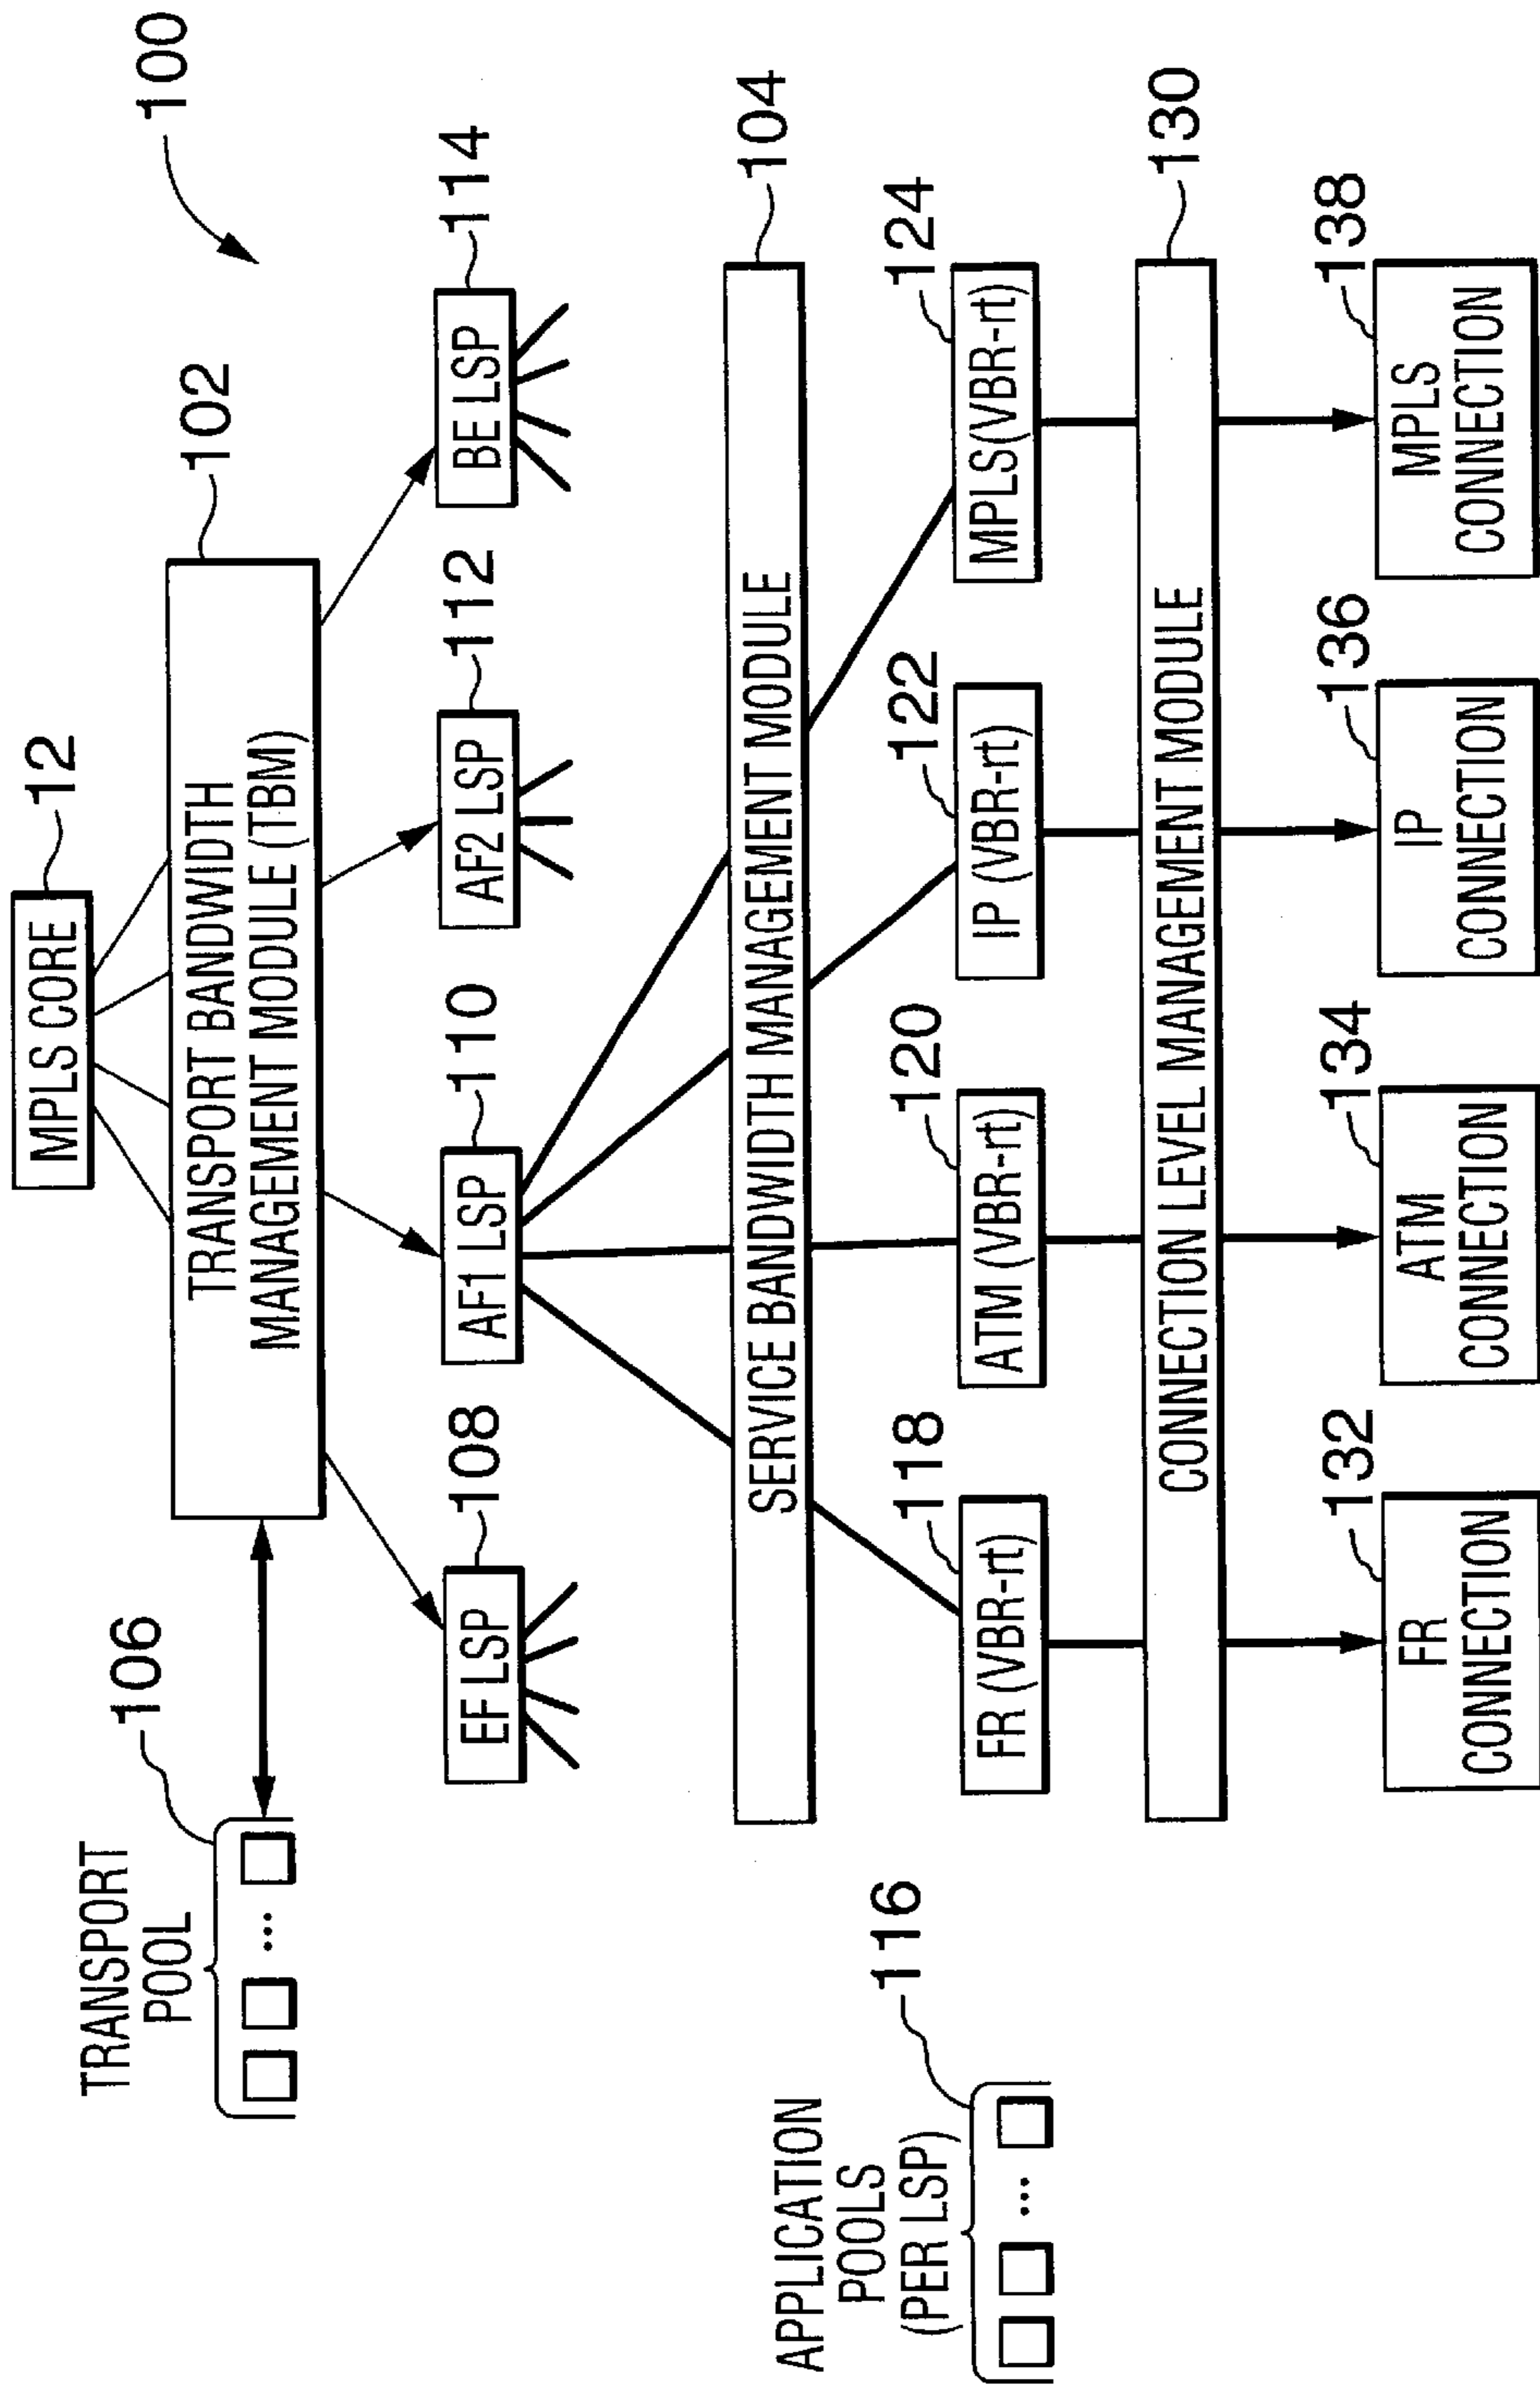 100
MPLS CORE
12
TRANSPORT
POOL
106
TRANSPORT BANDWIDTH
MANAGEMENT MODULE (TBM)
102
EF LSP
108
AF1 LSP
110
AF2 LSP
112
BE LSP
114
SERVICE BANDWIDTH MANAGEMENT MODULE
104
APPLICATION
POOLS
(PER LSP)
116
...
...
FR (VBR-rt)
118
ATM (VBR-rt)
120
IP (VBR-rt)
122
MPLS(VBR-rt)
124
CONNECTION LEVEL MANAGEMENT MODULE
130
FR
CONNECTION
132
ATM
CONNECTION
134
IP
CONNECTION
136
MPLS
CONNECTION
138